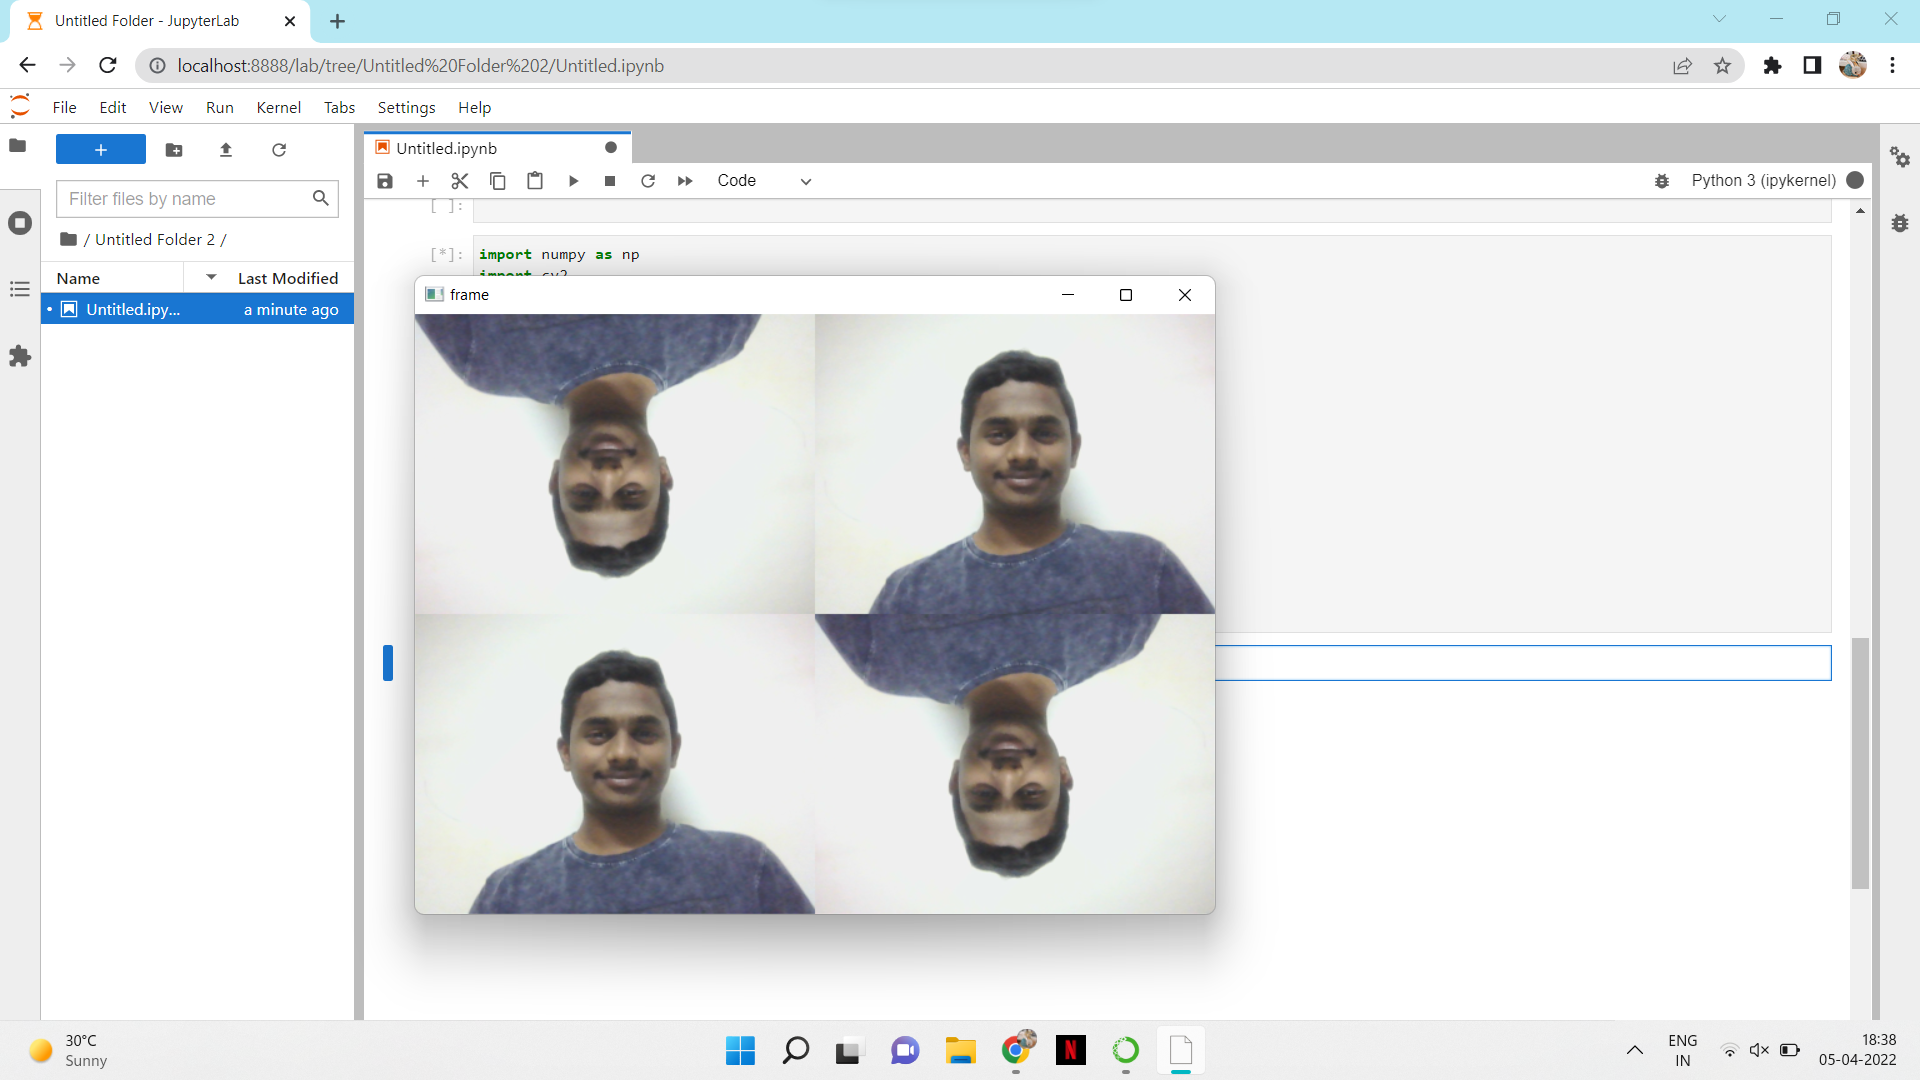 Untitled Folder - JupyterLab
localhost:8888/lab/tree/Untitled%20Folder%202/Untitled.ipynb
File Edit View Run Kernel Tabs Settings Help
Untitled.ipynb
Code
Python 3 (ipykernel)
Filter files by name
/ Untitled Folder 2 /
Name Last Modified
Untitled.ipy... a minute ago
[ ]:
[*]: import numpy as np
import cv2
frame
30°C
Sunny
N
ENG
IN
18:38
05-04-2022